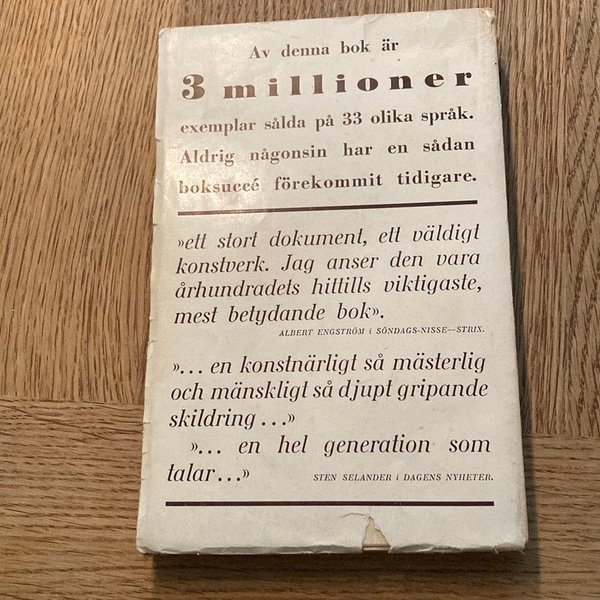 Av denna bok är
3 millioner
exemplar sålda på 33 olika språk.
Aldrig någonsin har en sådan
boksuccé förekommit tidigare.
»ett stort dokument, ett väldigt
konstverk. Jag anser den vara
århundradets hittills viktigaste,
mest betydande bok».
ALBERT ENGSTRÖM i SÖNDAGS-NISSE—STRIX.
»... en konstnärligt så mästerlig
och mänskligt så djupt gripande
skildring ...»
»... en hel generation som
talar...»
STEN SELANDER i DAGENS NYHETER.